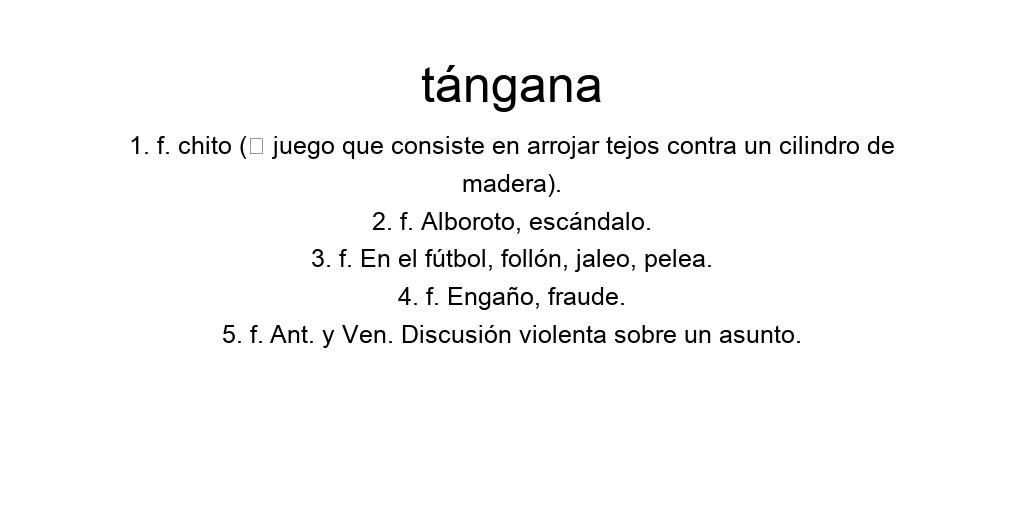 tángana
1. f. chito (□ juego que consiste en arrojar tejos contra un cilindro de
madera).
2. f. Alboroto, escándalo.
3. f. En el fútbol, follón, jaleo, pelea.
4. f. Engaño, fraude.
5. f. Ant. y Ven. Discusión violenta sobre un asunto.